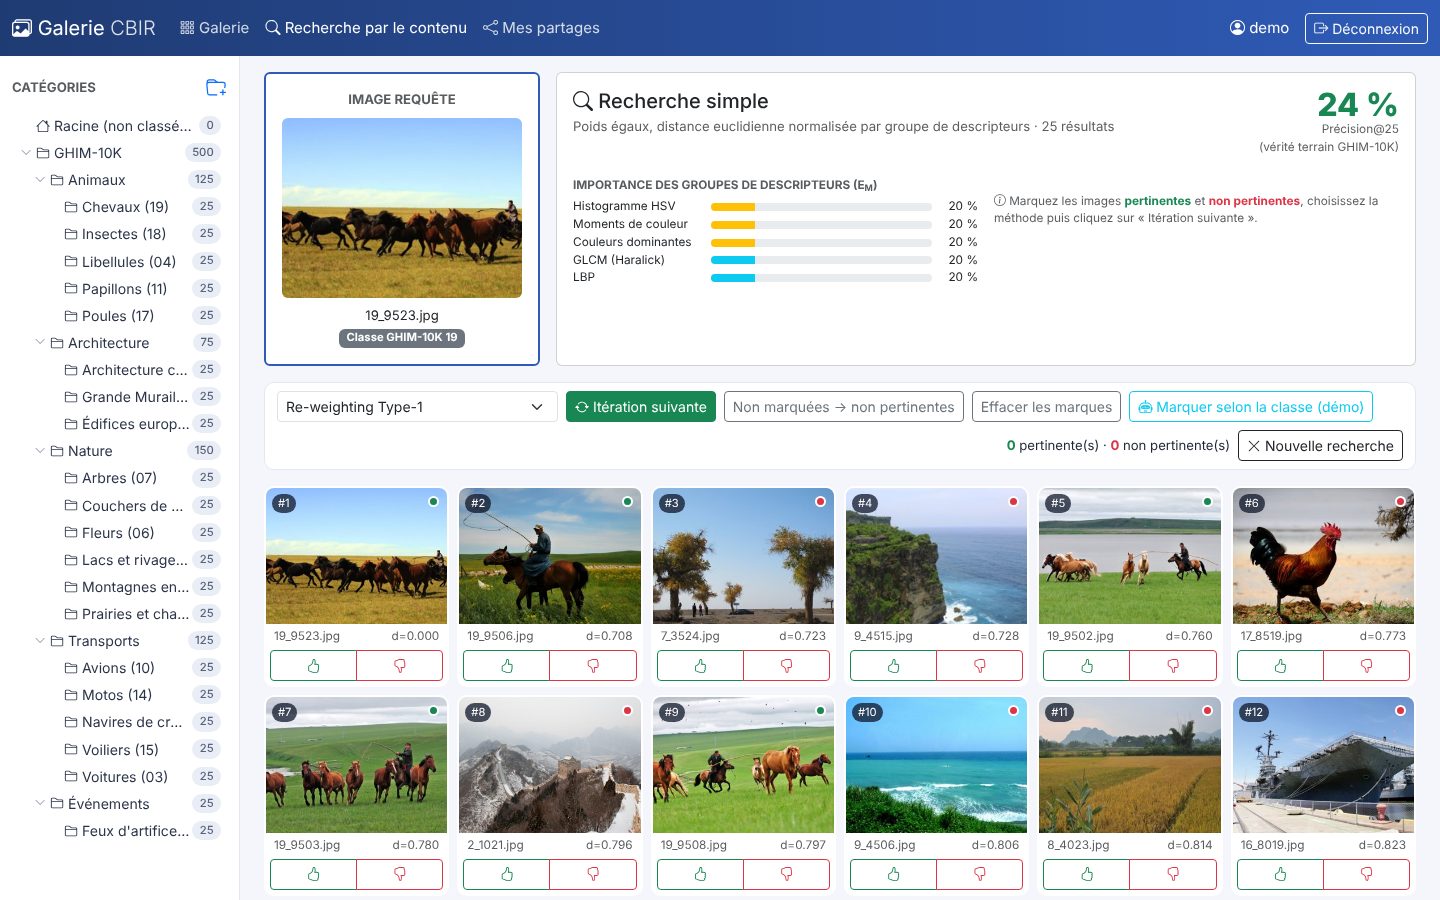 Galerie CBIR
Galerie
Recherche par le contenu
Mes partages
demo
Déconnexion
CATÉGORIES
Racine (non classé... 0
GHIM-10K 500
Animaux 125
Chevaux (19) 25
Insectes (18) 25
Libellules (04) 25
Papillons (11) 25
Poules (17) 25
Architecture 75
Architecture c... 25
Grande Murail... 25
Édifices europ... 25
Nature 150
Arbres (07) 25
Couchers de ... 25
Fleurs (06) 25
Lacs et rivage... 25
Montagnes en... 25
Prairies et cha... 25
Transports 125
Avions (10) 25
Motos (14) 25
Navires de cr... 25
Voiliers (15) 25
Voitures (03) 25
Événements 25
Feux d'artifice... 25
IMAGE REQUÊTE
19_9523.jpg
Classe GHIM-10K 19
Recherche simple
Poids égaux, distance euclidienne normalisée par groupe de descripteurs · 25 résultats
24 %
Précision@25
(vérité terrain GHIM-10K)
IMPORTANCE DES GROUPES DE DESCRIPTEURS (EM)
Histogramme HSV 20 %
Moments de couleur 20 %
Couleurs dominantes 20 %
GLCM (Haralick) 20 %
LBP 20 %
Marquez les images pertinentes et non pertinentes, choisissez la
méthode puis cliquez sur « Itération suivante ».
Re-weighting Type-1
Itération suivante
Non marquées → non pertinentes
Effacer les marques
Marquer selon la classe (démo)
0 pertinente(s) · 0 non pertinente(s)
Nouvelle recherche
#1 #2 #3 #4 #5 #6
19_9523.jpg d=0.000
19_9506.jpg d=0.708
7_3524.jpg d=0.723
9_4515.jpg d=0.728
19_9502.jpg d=0.760
17_8519.jpg d=0.773
#7 #8 #9 #10 #11 #12
19_9503.jpg d=0.780
2_1021.jpg d=0.796
19_9508.jpg d=0.797
9_4506.jpg d=0.806
8_4023.jpg d=0.814
16_8019.jpg d=0.823